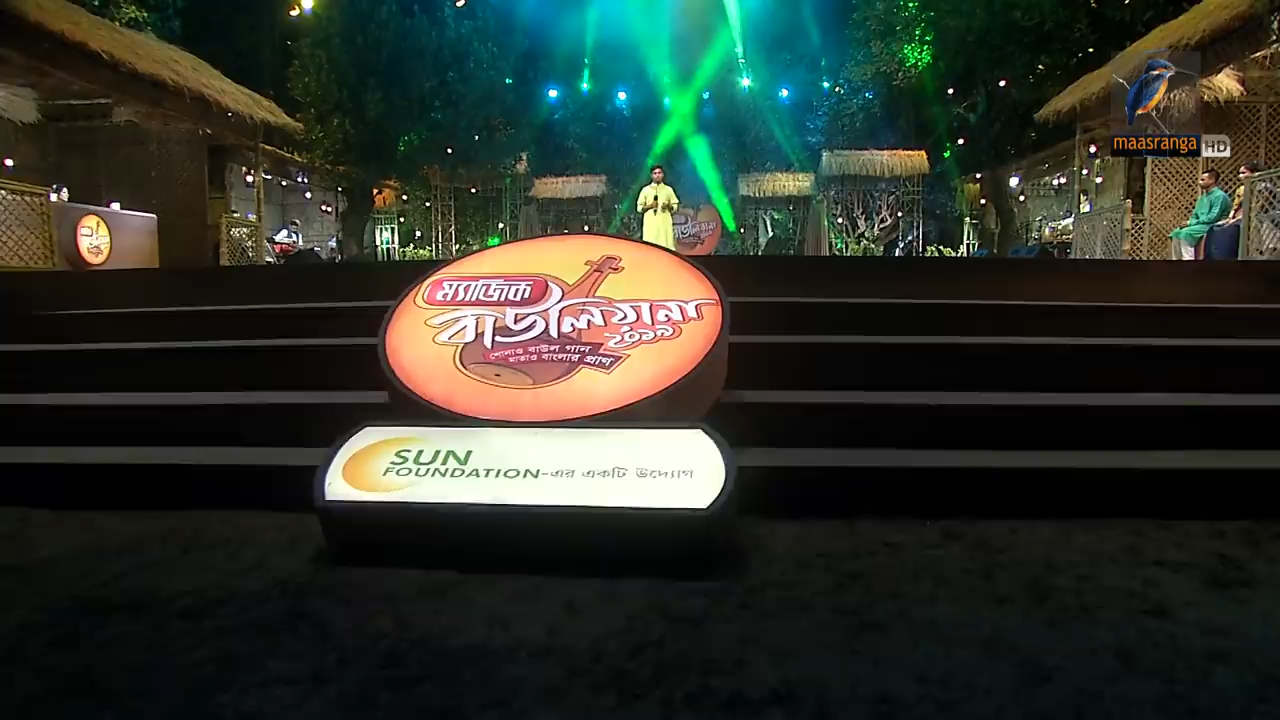 maasranga HD
ম্যাজিক
বাউলিয়ানা
২০১৯
শোনাও বাউল গান
মাতাও বাংলার প্রাণ
SUN
FOUNDATION-এর একটি উদ্যোগ